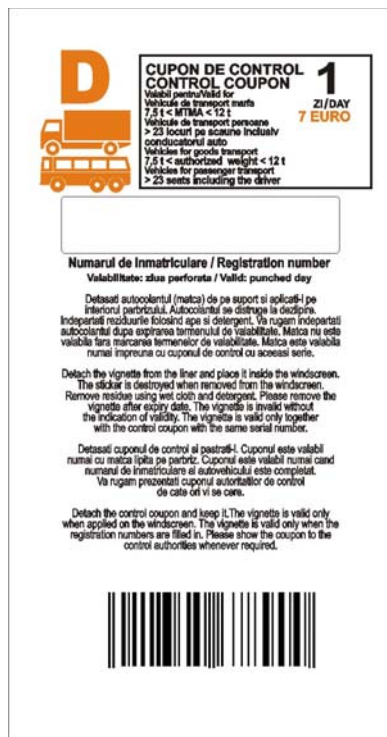 D
CUPON DE CONTROL
CONTROL COUPON
Valabil pentru/Valid for
Vehicule de transport marfa
7,5 t < MTMA < 12 t
Vehicule de transport persoane
> 23 locuri pe scaune inclusiv
conducatorul auto
Vehicles for goods transport
7,5 t < authorized weight < 12 t
Vehicles for passenger transport
> 23 seats including the driver
1
ZI/DAY
7 EURO
Numarul de inmatriculare / Registration number
Valabilitate: ziua perforata / Valid: punched day
Detasati autocolantul (matca) de pe suport si aplicati-l pe
interiorul parbrizului. Autocolantul se distruge la dezlipire.
Indepartati reziduurile folosind apa si detergent. Va rugam indepartati
autocolantul dupa expirarea termenului de valabilitate. Matca nu este
valabila fara marcarea termenelor de valabilitate. Matca este valabila
numai impreuna cu cuponul de control cu aceeasi serie.
Detach the vignette from the liner and place it inside the windscreen.
The sticker is destroyed when removed from the windscreen.
Remove residue using wet cloth and detergent. Please remove the
vignette after expiry date. The vignette is invalid without
the indication of validity. The vignette is valid only together
with the control coupon with the same serial number.
Detasati cuponul de control si pastrati-l. Cuponul este valabil
numai cu matca lipita pe parbriz. Cuponul este valabil numai cand
numarul de inmatriculare al autovehicului este completat.
Va rugam prezentati cuponul autoritatilor de control
de cate ori vi se cere.
Detach the control coupon and keep it.The vignette is valid only
when applied on the windscreen. The vignette is valid only when the
registration numbers are filled in. Please show the coupon to the
control authorities whenever required.